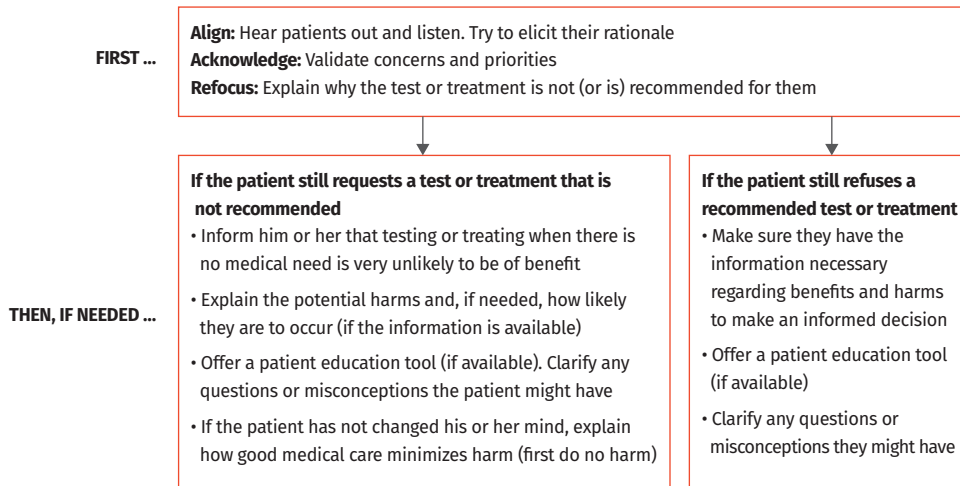 FIRST ...
Align: Hear patients out and listen. Try to elicit their rationale
Acknowledge: Validate concerns and priorities
Refocus: Explain why the test or treatment is not (or is) recommended for them
THEN, IF NEEDED ...
If the patient still requests a test or treatment that is
not recommended
• Inform him or her that testing or treating when there is
no medical need is very unlikely to be of benefit
• Explain the potential harms and, if needed, how likely
they are to occur (if the information is available)
• Offer a patient education tool (if available). Clarify any
questions or misconceptions the patient might have
• If the patient has not changed his or her mind, explain
how good medical care minimizes harm (first do no harm)
If the patient still refuses a
recommended test or treatment
• Make sure they have the
information necessary
regarding benefits and harms
to make an informed decision
• Offer a patient education tool
(if available)
• Clarify any questions or
misconceptions they might have